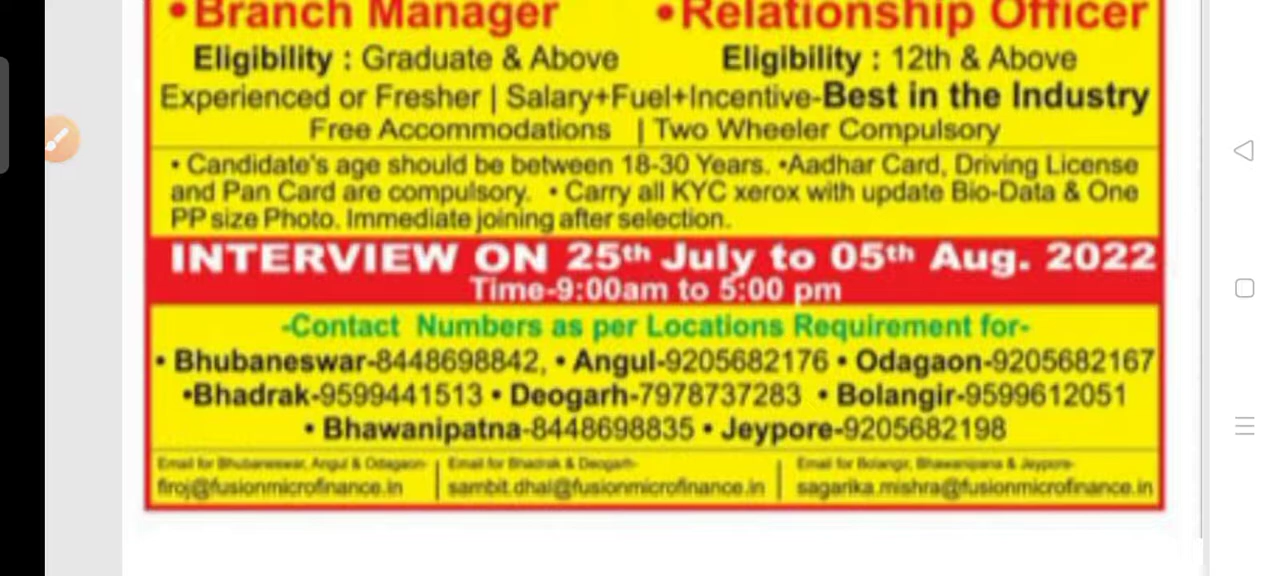 •Branch Manager •Relationship Officer
Eligibility : Graduate & Above Eligibility : 12th & Above
Experienced or Fresher | Salary+Fuel+Incentive-Best in the Industry
Free Accommodations | Two Wheeler Compulsory
• Candidate's age should be between 18-30 Years. •Aadhar Card, Driving License
and Pan Card are compulsory. • Carry all KYC xerox with update Bio-Data & One
PP size Photo. Immediate joining after selection.
INTERVIEW ON 25th July to 05th Aug. 2022
Time-9:00am to 5:00 pm
-Contact Numbers as per Locations Requirement for-
• Bhubaneswar-8448698842, • Angul-9205682176 • Odagaon-9205682167
•Bhadrak-9599441513 • Deogarh-7978737283 • Bolangir-9599612051
• Bhawanipatna-8448698835 • Jeypore-9205682198
Email for Bhubaneswar, Angul & Odagaon- Email for Bhadrak & Deogarh- Email for Bolangir, Bhawanipatna & Jeypore-
firoj@fusionmicrofinance.in sambit.dhal@fusionmicrofinance.in sagarika.mishra@fusionmicrofinance.in